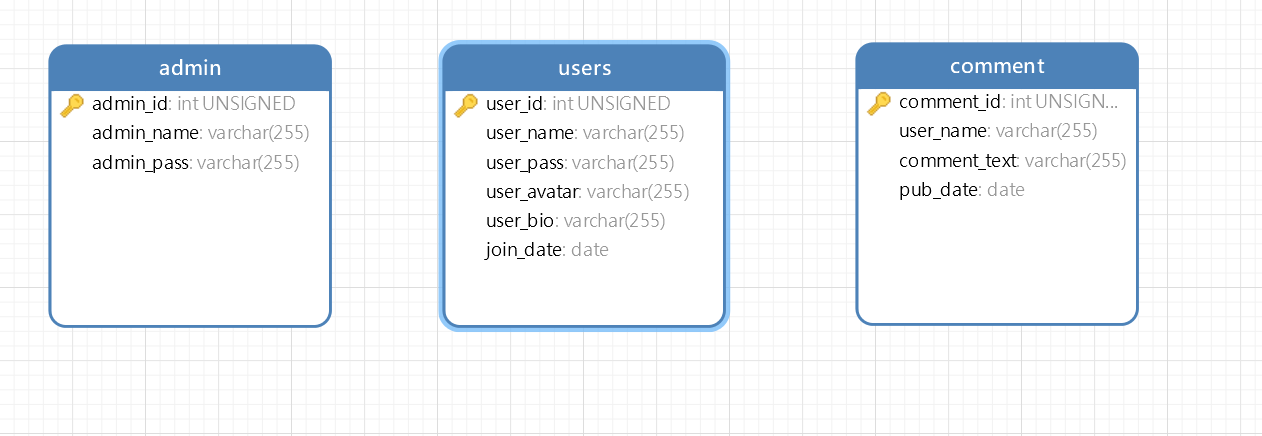 admin
admin_id: int UNSIGNED
admin_name: varchar(255)
admin_pass: varchar(255)
users
user_id: int UNSIGNED
user_name: varchar(255)
user_pass: varchar(255)
user_avatar: varchar(255)
user_bio: varchar(255)
join_date: date
comment
comment_id: int UNSIGN...
user_name: varchar(255)
comment_text: varchar(255)
pub_date: date